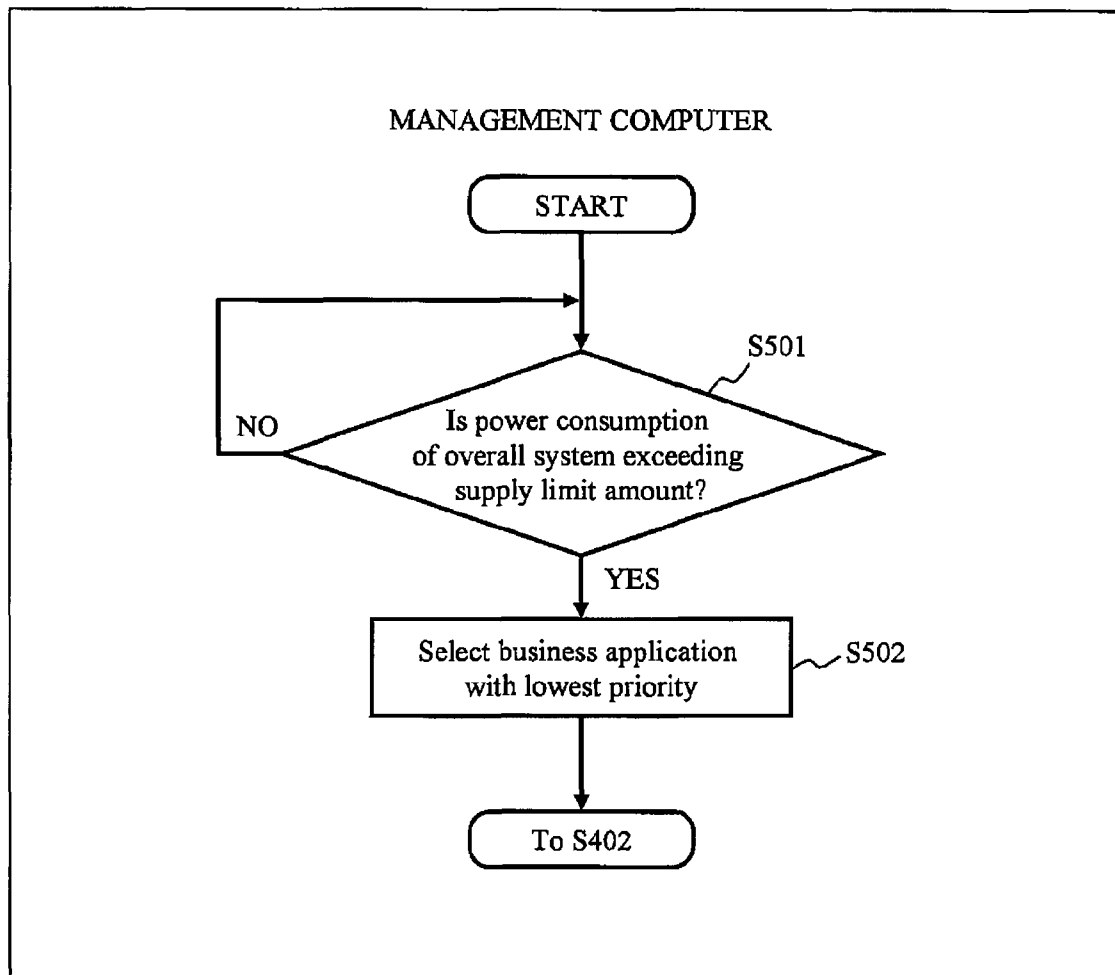 MANAGEMENT COMPUTER
START
S501
NO
Is power consumption
of overall system exceeding
supply limit amount?
YES
Select business application
with lowest priority
S502
To S402